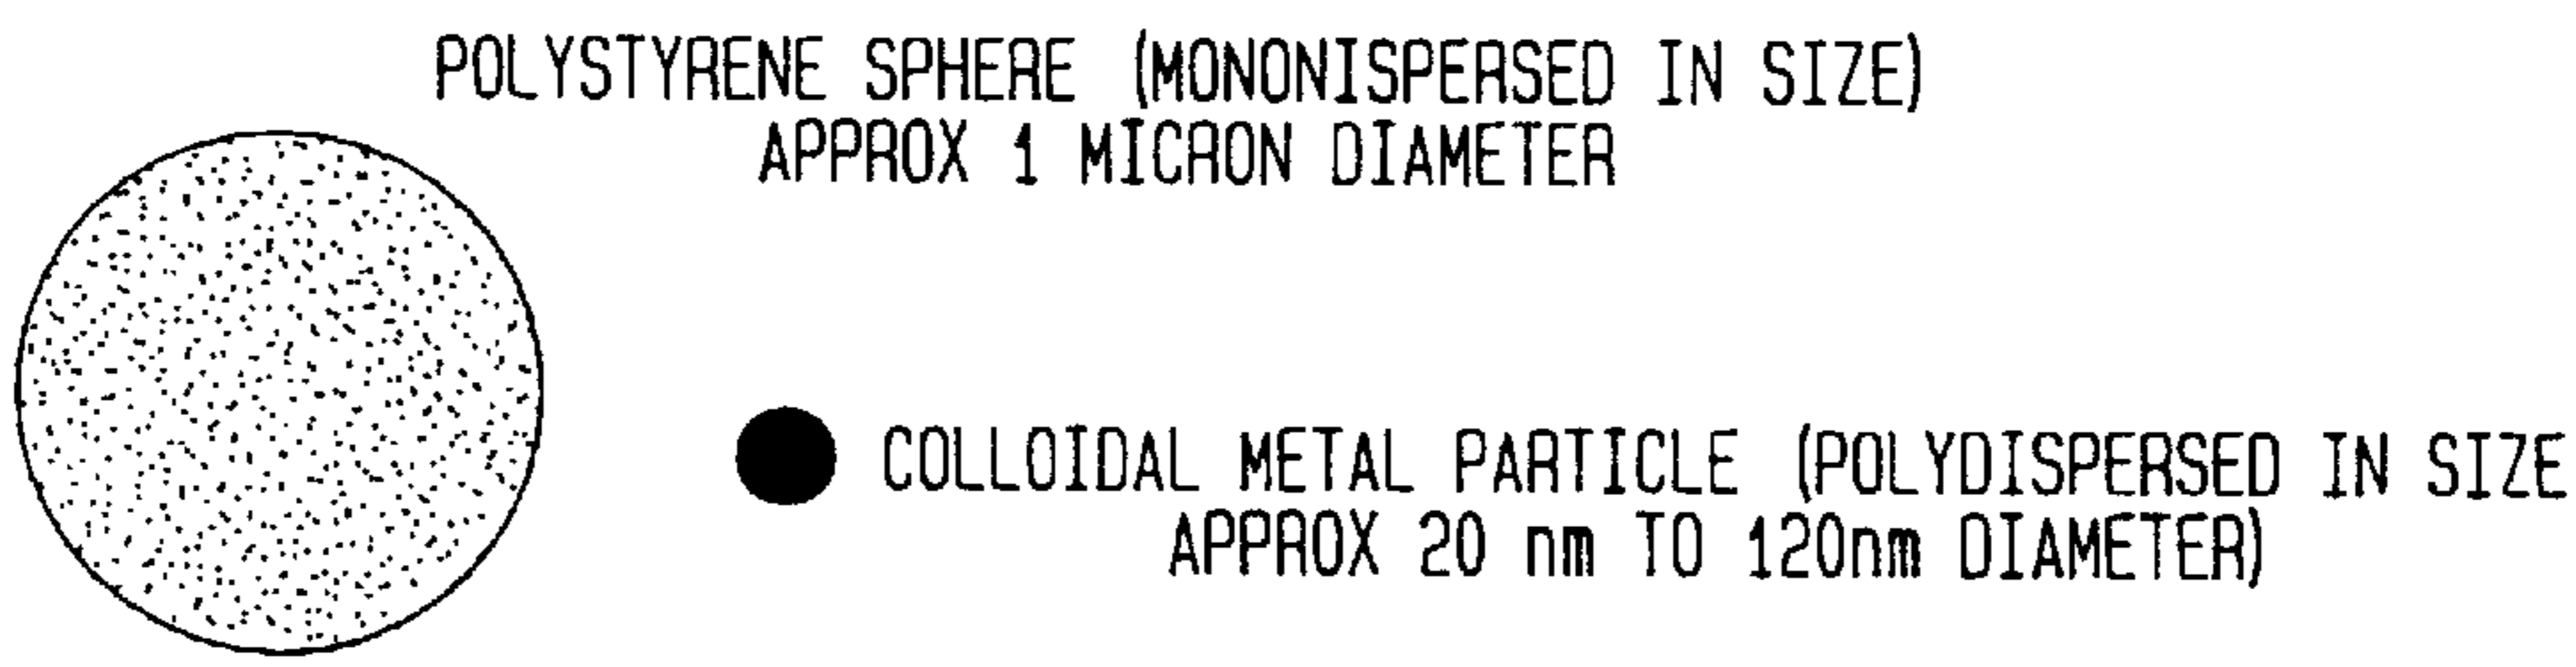 POLYSTYRENE SPHERE (MONONISPERSED IN SIZE)
APPROX 1 MICRON DIAMETER
COLLOIDAL METAL PARTICLE (POLYDISPERSED IN SIZE
APPROX 20 nm TO 120nm DIAMETER)